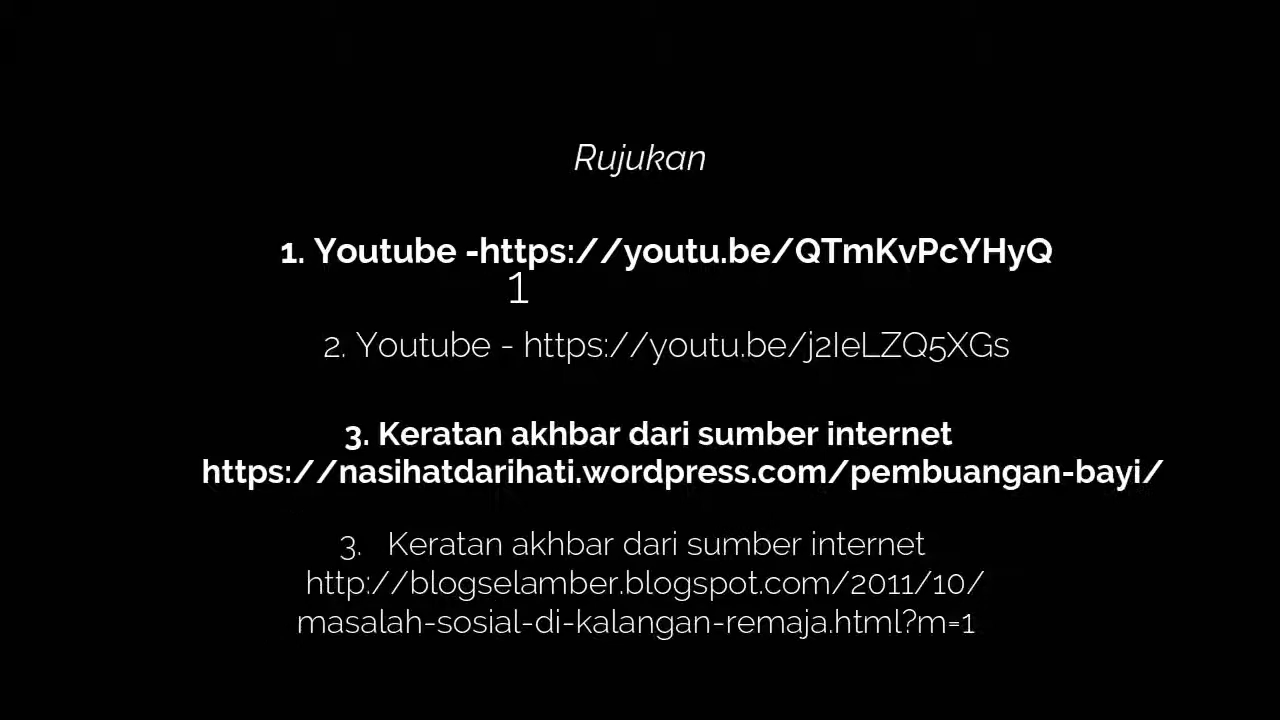 Rujukan
1. Youtube -https://youtu.be/QTmKvPcYHyQ
1
2. Youtube - https://youtu.be/j2IeLZQ5XGs
3. Keratan akhbar dari sumber internet
https://nasihatdarihati.wordpress.com/pembuangan-bayi/
3. Keratan akhbar dari sumber internet
http://blogselamber.blogspot.com/2011/10/
masalah-sosial-di-kalangan-remaja.html?m=1